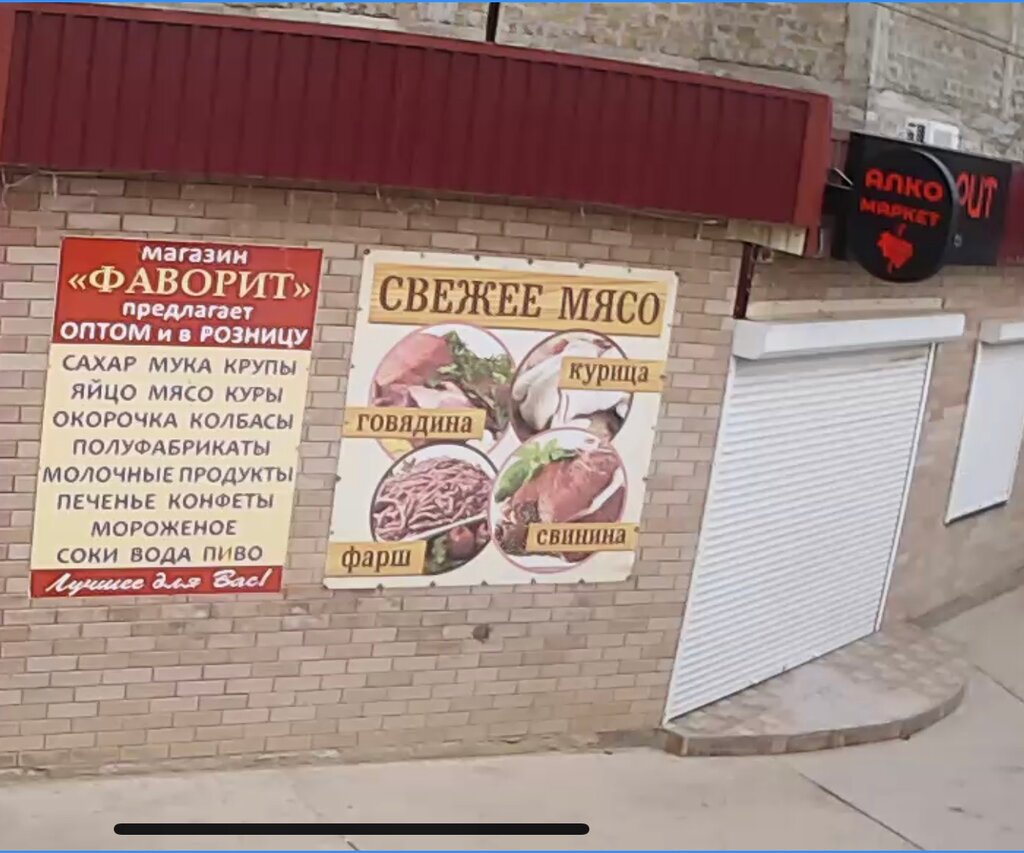 магазин
«ФАВОРИТ»
предлагает
ОПТОМ и в РОЗНИЦУ
САХАР МУКА КРУПЫ
ЯЙЦО МЯСО КУРЫ
ОКОРОЧКА КОЛБАСЫ
ПОЛУФАБРИКАТЫ
МОЛОЧНЫЕ ПРОДУКТЫ
ПЕЧЕНЬЕ КОНФЕТЫ
МОРОЖЕНОЕ
СОКИ ВОДА ПИВО
Лучшее для Вас!
СВЕЖЕЕ МЯСО
курица
говядина
свинина
фарш
АЛКО
МАРКЕТ